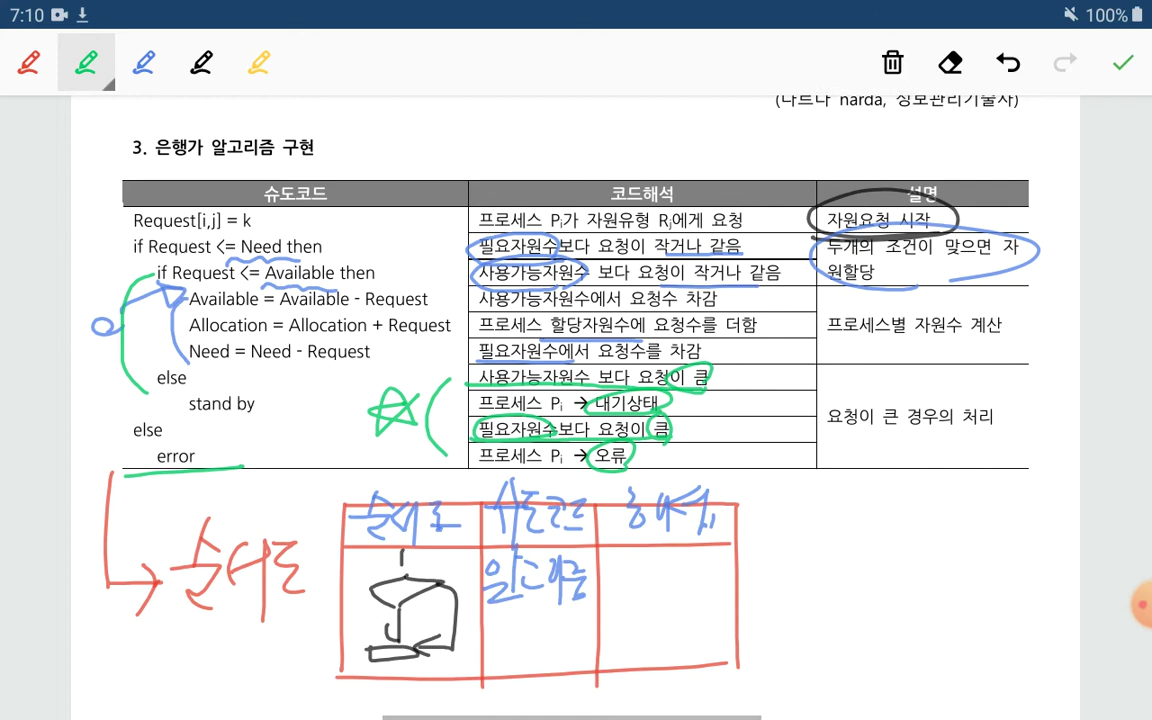 7:10
100%
(나르다 narda, 정보관리기술사)
3. 은행가 알고리즘 구현
슈도코드 코드해석 설명
Request[i,j] = k 프로세스 Pi가 자원유형 Rj에게 요청 자원요청 시작
if Request <= Need then 필요자원수보다 요청이 작거나 같음 두개의 조건이 맞으면 자
원할당
if Request <= Available then 사용가능자원수 보다 요청이 작거나 같음
Available = Available - Request 사용가능자원수에서 요청수 차감
Allocation = Allocation + Request 프로세스 할당자원수에 요청수를 더함 프로세스별 자원수 계산
Need = Need - Request 필요자원수에서 요청수를 차감
else 사용가능자원수 보다 요청이 큼
stand by 프로세스 Pi → 대기상태 요청이 큰 경우의 처리
else 필요자원수보다 요청이 큼
error 프로세스 Pi → 오류
순서도 슈도코드
순서도 알고리즘